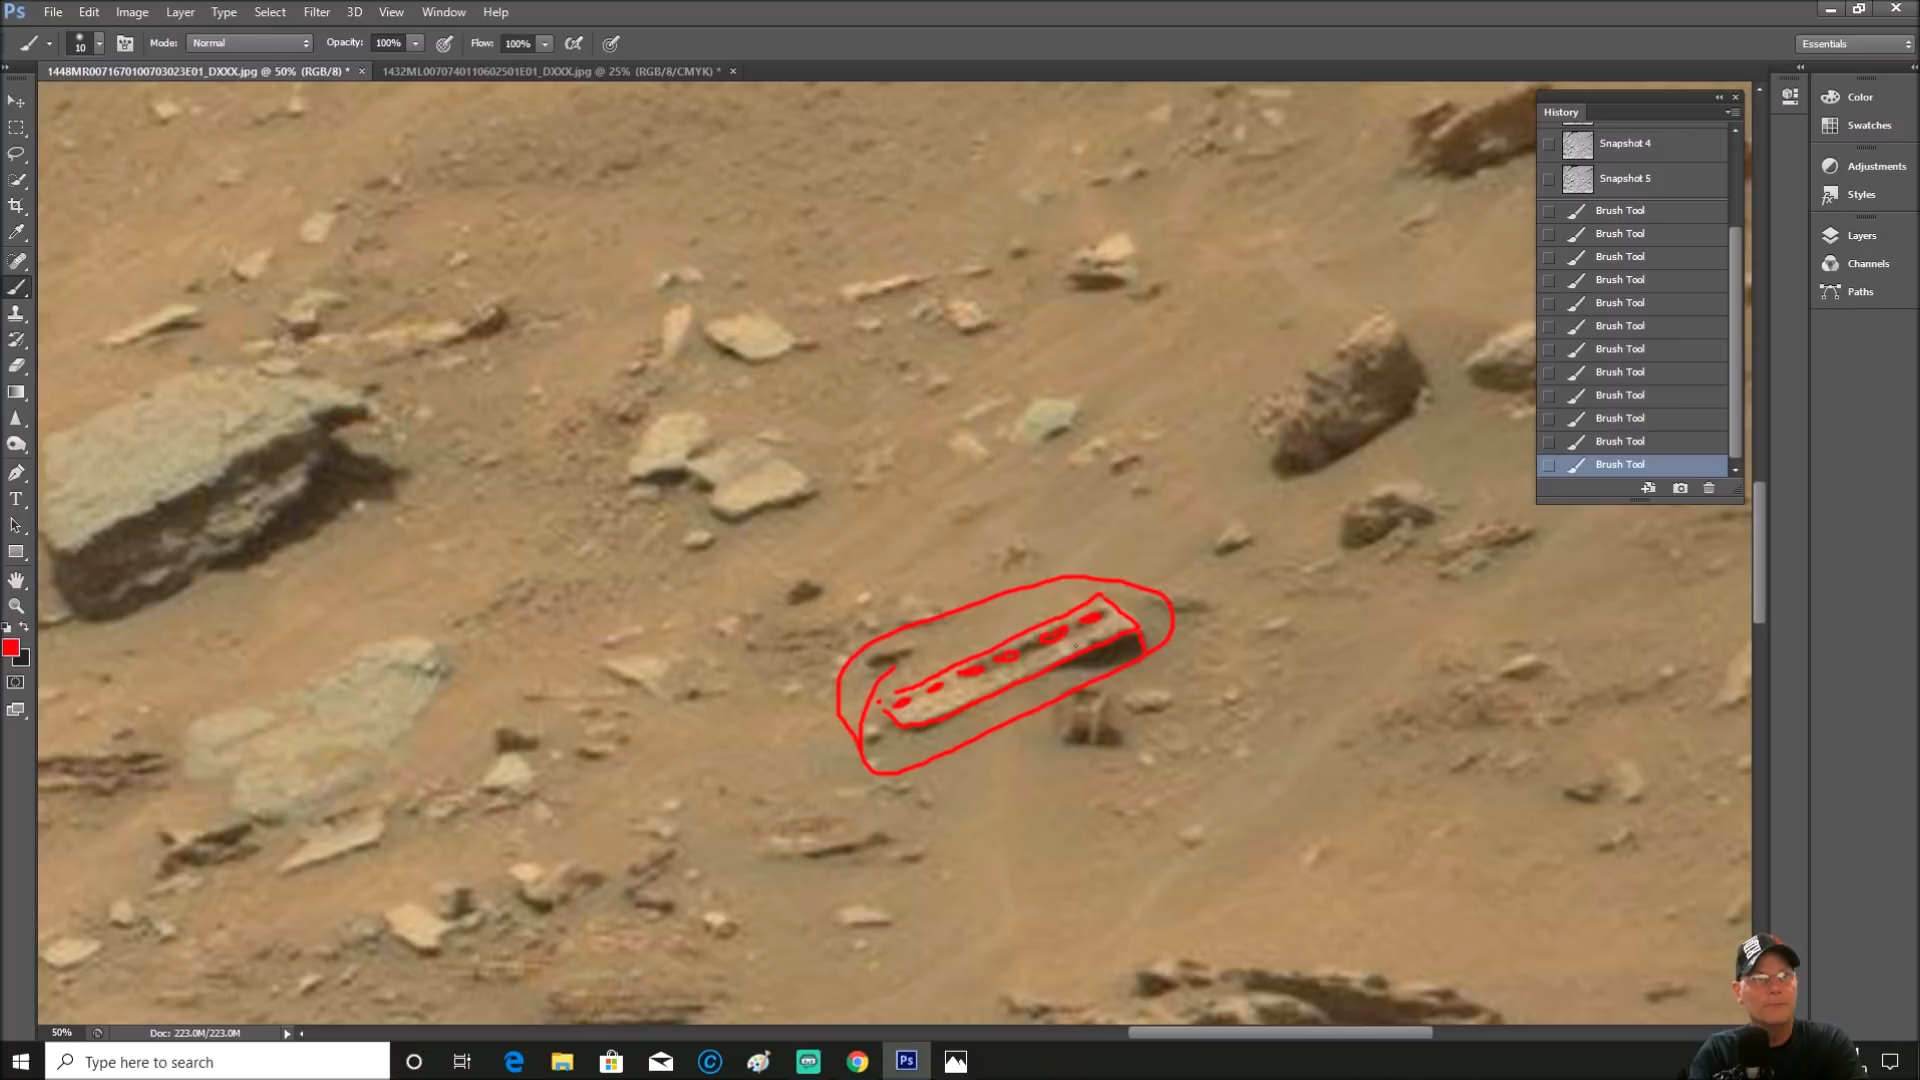 Ps File Edit Image Layer Type Select Filter 3D View Window Help
10 Mode: Normal Opacity: 100% Flow: 100% Essentials
1448MR0071670100703023E01_DXXX.jpg @ 50% (RGB/8) * × 1432ML0070740110602501E01_DXXX.jpg @ 25% (RGB/8/CMYK) * ×
History
Snapshot 4
Snapshot 5
Brush Tool
Brush Tool
Brush Tool
Brush Tool
Brush Tool
Brush Tool
Brush Tool
Brush Tool
Brush Tool
Brush Tool
Brush Tool
Brush Tool
Color
Swatches
Adjustments
Styles
Layers
Channels
Paths
50% Doc: 223.0M/223.0M
Type here to search
Ps